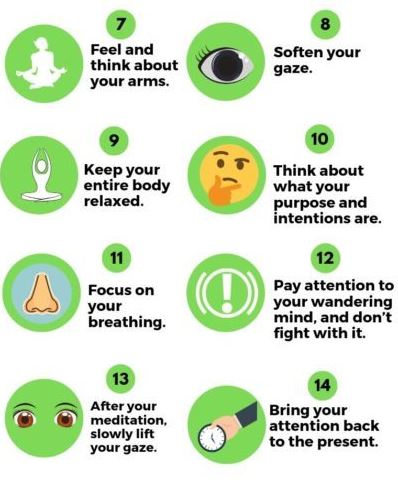 7
Feel and
think about
your arms.
8
Soften your
gaze.
9
Keep your
entire body
relaxed.
10
Think about
what your
purpose and
intentions are.
11
Focus on
your
breathing.
12
Pay attention to
your wandering
mind, and don't
fight with it.
13
After your
meditation,
slowly lift
your gaze.
14
Bring your
attention back
to the present.